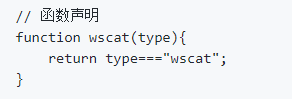 // 函数声明
function wscat(type){
    return type==="wscat";
}